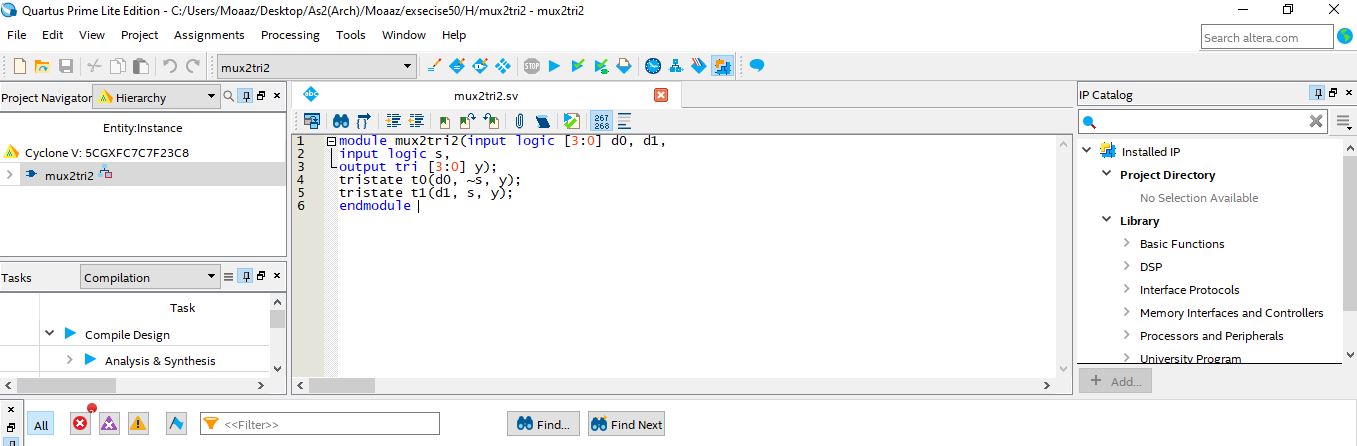 Quartus Prime Lite Edition - C:/Users/Moaaz/Desktop/As2(Arch)/Moaaz/exsecise50/H/mux2tri2 - mux2tri2
File Edit View Project Assignments Processing Tools Window Help
Search altera.com
mux2tri2
STOP
Project Navigator Hierarchy
Entity:Instance
Cyclone V: 5CGXFC7C7F23C8
mux2tri2
Tasks Compilation
Task
Compile Design
Analysis & Synthesis
abc mux2tri2.sv
267
268
1 module mux2tri2(input logic [3:0] d0, d1,
2 input logic s,
3 output tri [3:0] y);
4 tristate t0(d0, ~s, y);
5 tristate t1(d1, s, y);
6 endmodule
IP Catalog
Installed IP
Project Directory
No Selection Available
Library
Basic Functions
DSP
Interface Protocols
Memory Interfaces and Controllers
Processors and Peripherals
University Program
+ Add...
All <<Filter>> Find... Find Next